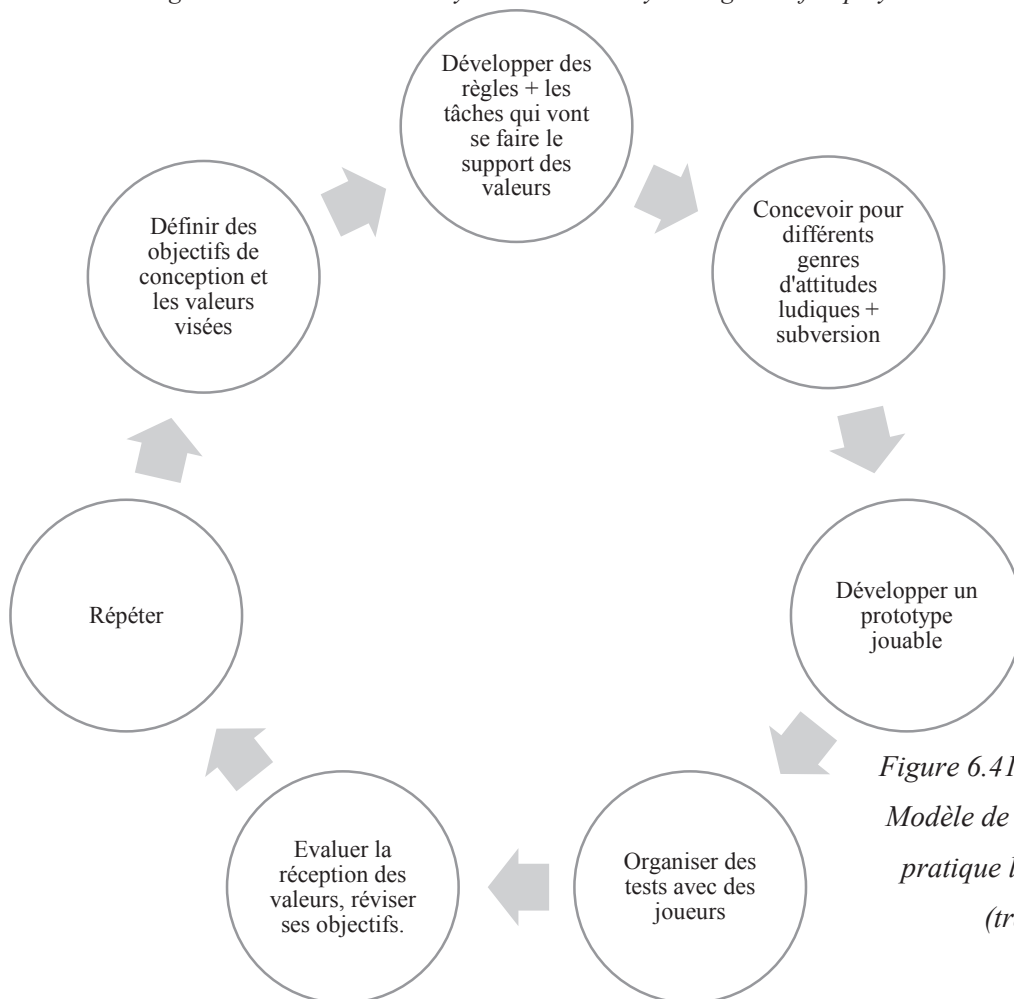 Développer des
règles + les
tâches qui vont
se faire le
support des
valeurs
Concevoir pour
différents
genres
d'attitudes
ludiques +
subversion
Développer un
prototype
jouable
Organiser des
tests avec des
joueurs
Evaluer la
réception des
valeurs, réviser
ses objectifs.
Répéter
Définir des
objectifs de
conception et
les valeurs
visées
Figure 6.41
Modèle de
pratique l
(tr